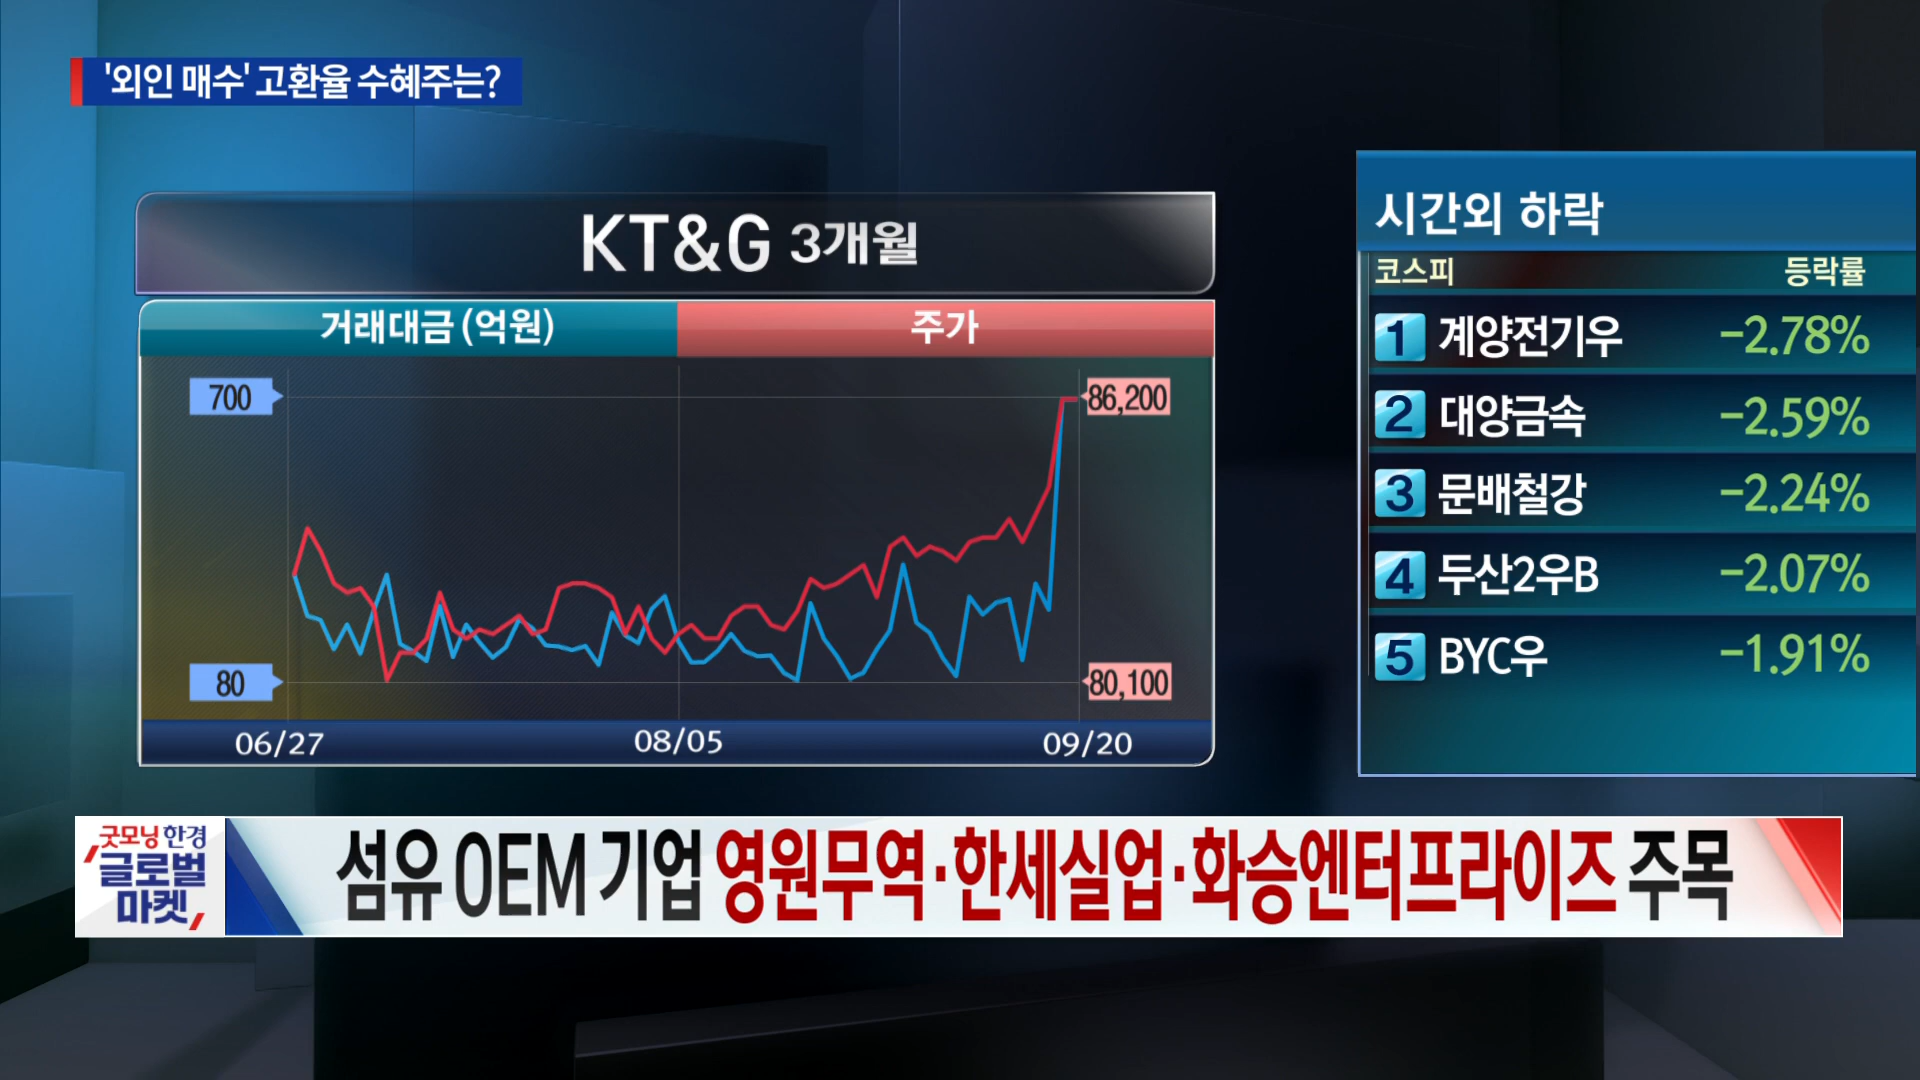 '외인 매수' 고환율 수혜주는?
KT&G 3개월
거래대금 (억원) 주가
700 86,200
80 80,100
06/27 08/05 09/20
시간외 하락
코스피 등락률
1 계양전기우 -2.78%
2 대양금속 -2.59%
3 문배철강 -2.24%
4 두산2우B -2.07%
5 BYC우 -1.91%
굿모닝 한경
글로벌
마켓
섬유 OEM 기업 영원무역·한세실업·화승엔터프라이즈 주목